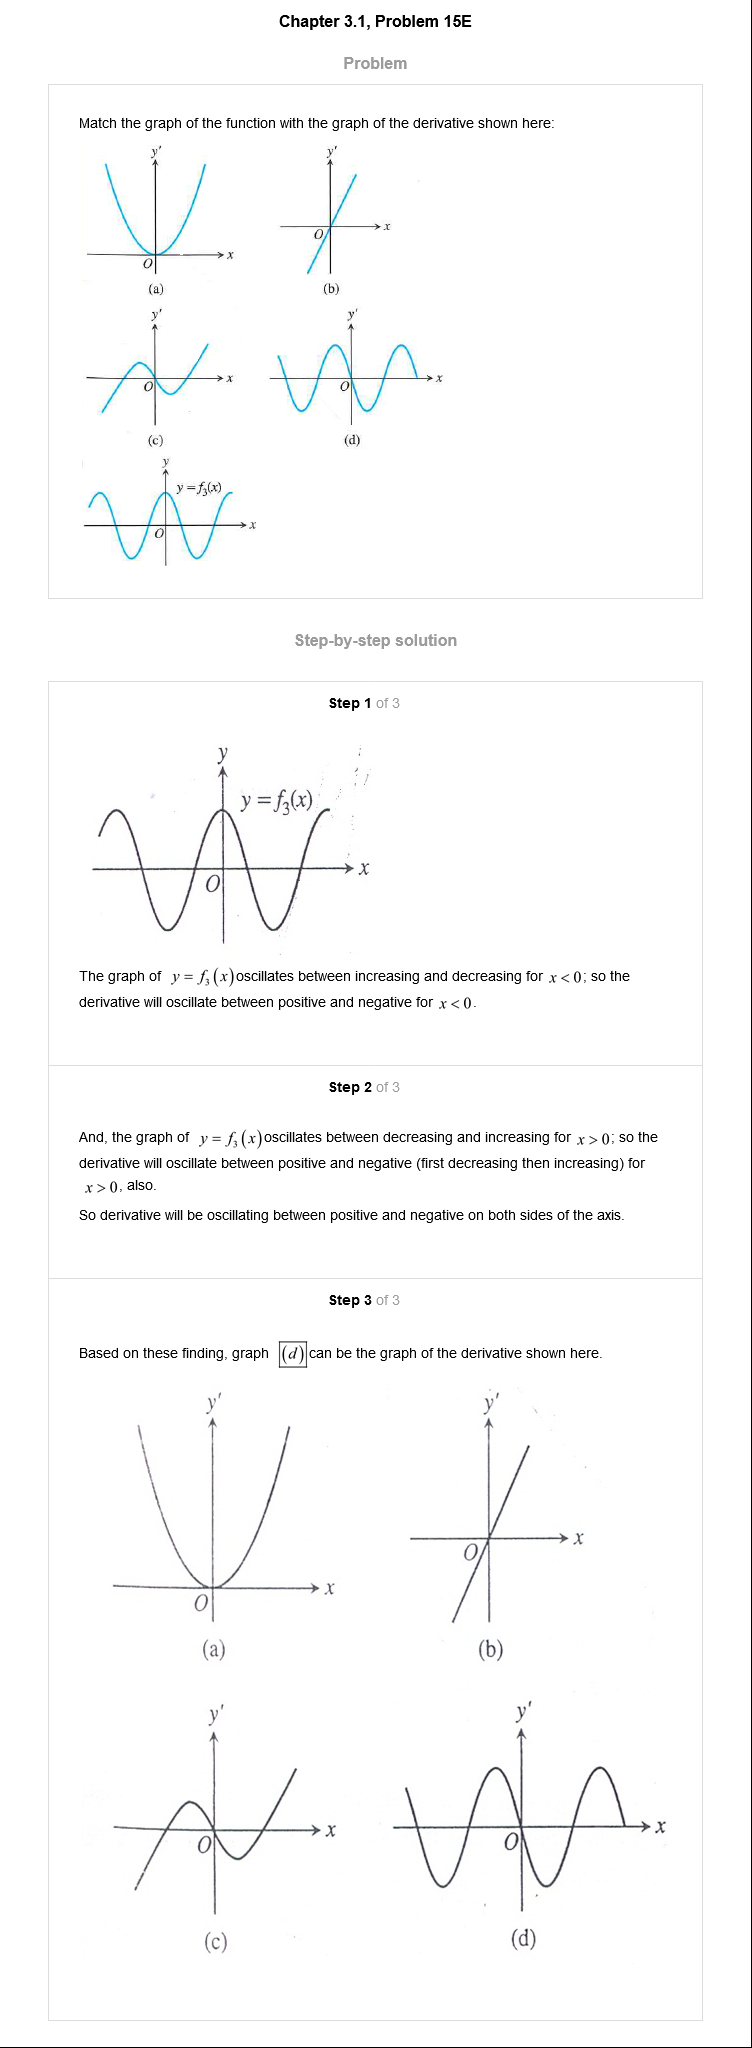 Chapter 3.1, Problem 15E
Problem
Match the graph of the function with the graph of the derivative shown here:
y'
x
O
(a)
y'
x
O
(b)
y'
x
O
(c)
y'
x
O
(d)
y
y = f₃(x)
x
O
Step-by-step solution
Step 1 of 3
y
y = f₃(x)
x
O
The graph of y = f₃(x) oscillates between increasing and decreasing for x < 0; so the
derivative will oscillate between positive and negative for x < 0.
Step 2 of 3
And, the graph of y = f₃(x) oscillates between decreasing and increasing for x > 0; so the
derivative will oscillate between positive and negative (first decreasing then increasing) for
x > 0, also.
So derivative will be oscillating between positive and negative on both sides of the axis.
Step 3 of 3
Based on these finding, graph (d) can be the graph of the derivative shown here.
y'
x
O
(a)
y'
x
O
(b)
y'
x
O
(c)
y'
x
O
(d)